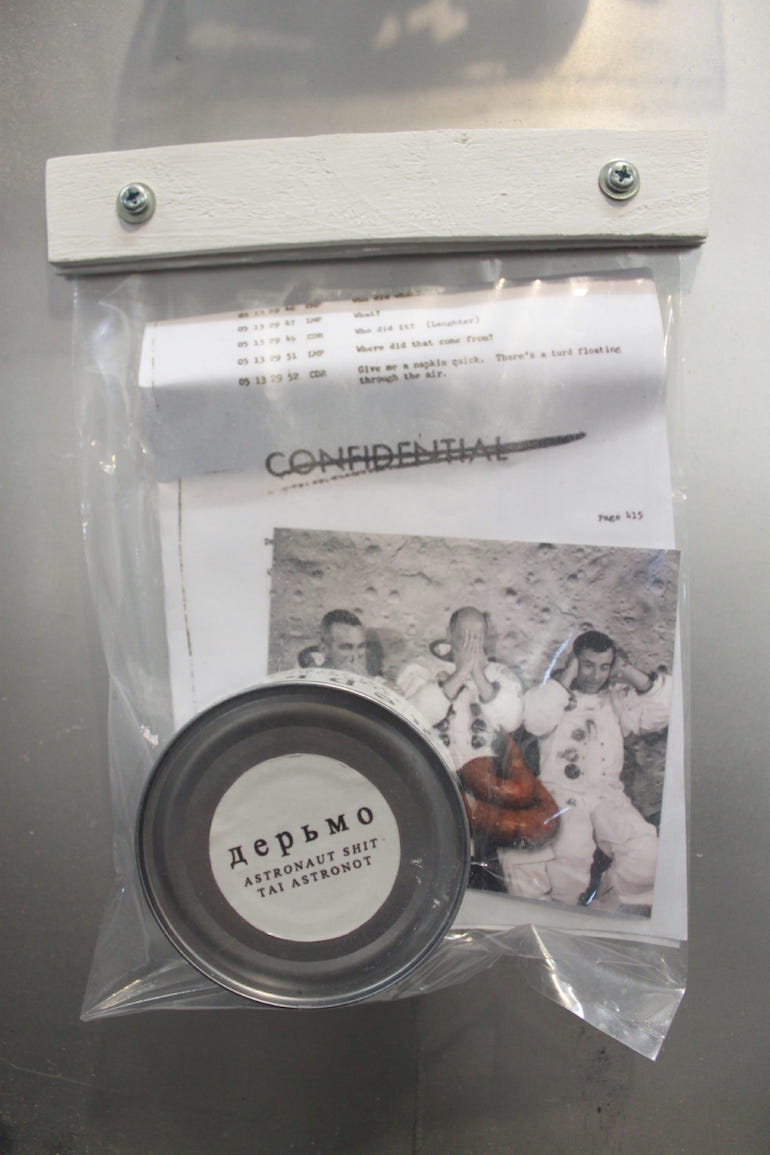 05 13 29 47 LMP What?
05 13 29 49 CDR Who did it? (Laughter)
05 13 29 51 LMP Where did that come from?
05 13 29 52 CDR Give me a napkin quick. There's a turd floating
through the air.
CONFIDENTIAL
Page 415
дерьмо
ASTRONAUT SHIT
TAI ASTRONOT